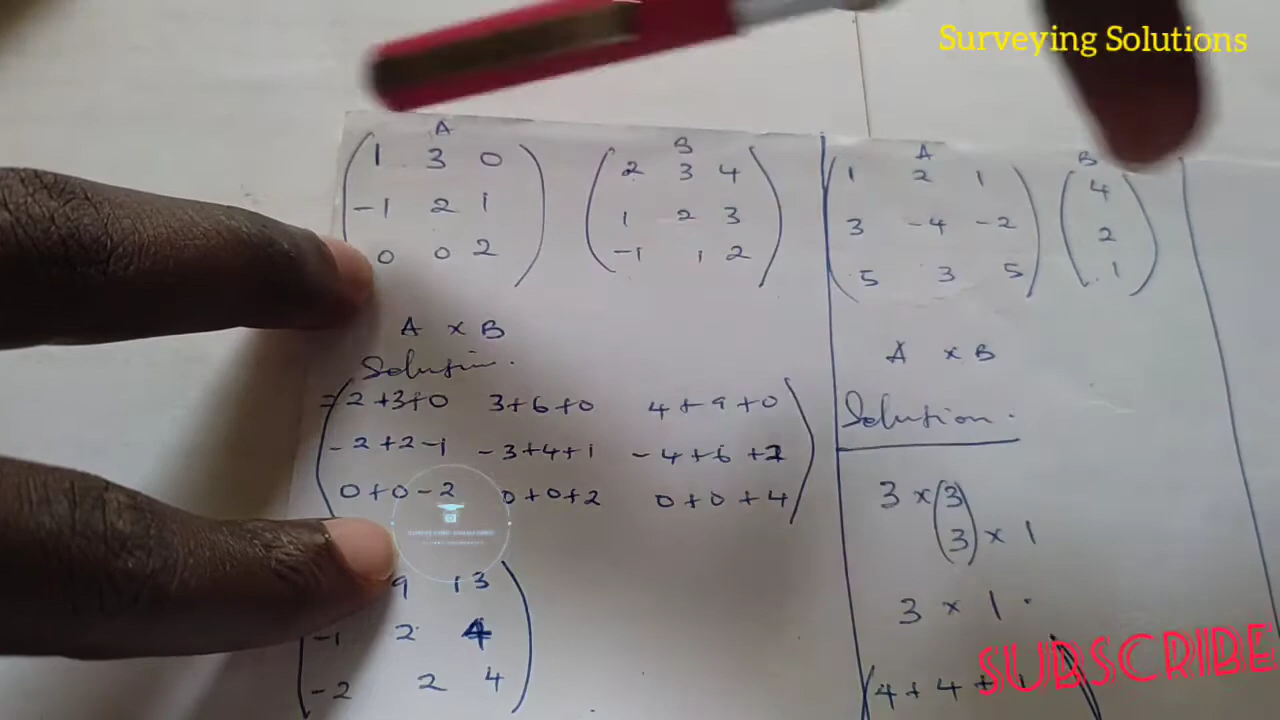 Surveying Solutions
A B
1 3 0 2 3 4
-1 2 1 1 2 3
0 0 2 -1 1 2
A x B
Solution.
= 2+3+0 3+6+0 4+9+0
-2+2-1 -3+4+1 -4+6+2
0+0-2 0+0+2 0+0+4
9 13
-1 2 4
-2 2 4
A B
1 2 1 4
3 -4 -2 2
5 3 5 1
A x B
Solution.
3 x (3
3) x 1
3 x 1.
4+4+
SUBSCRIBE